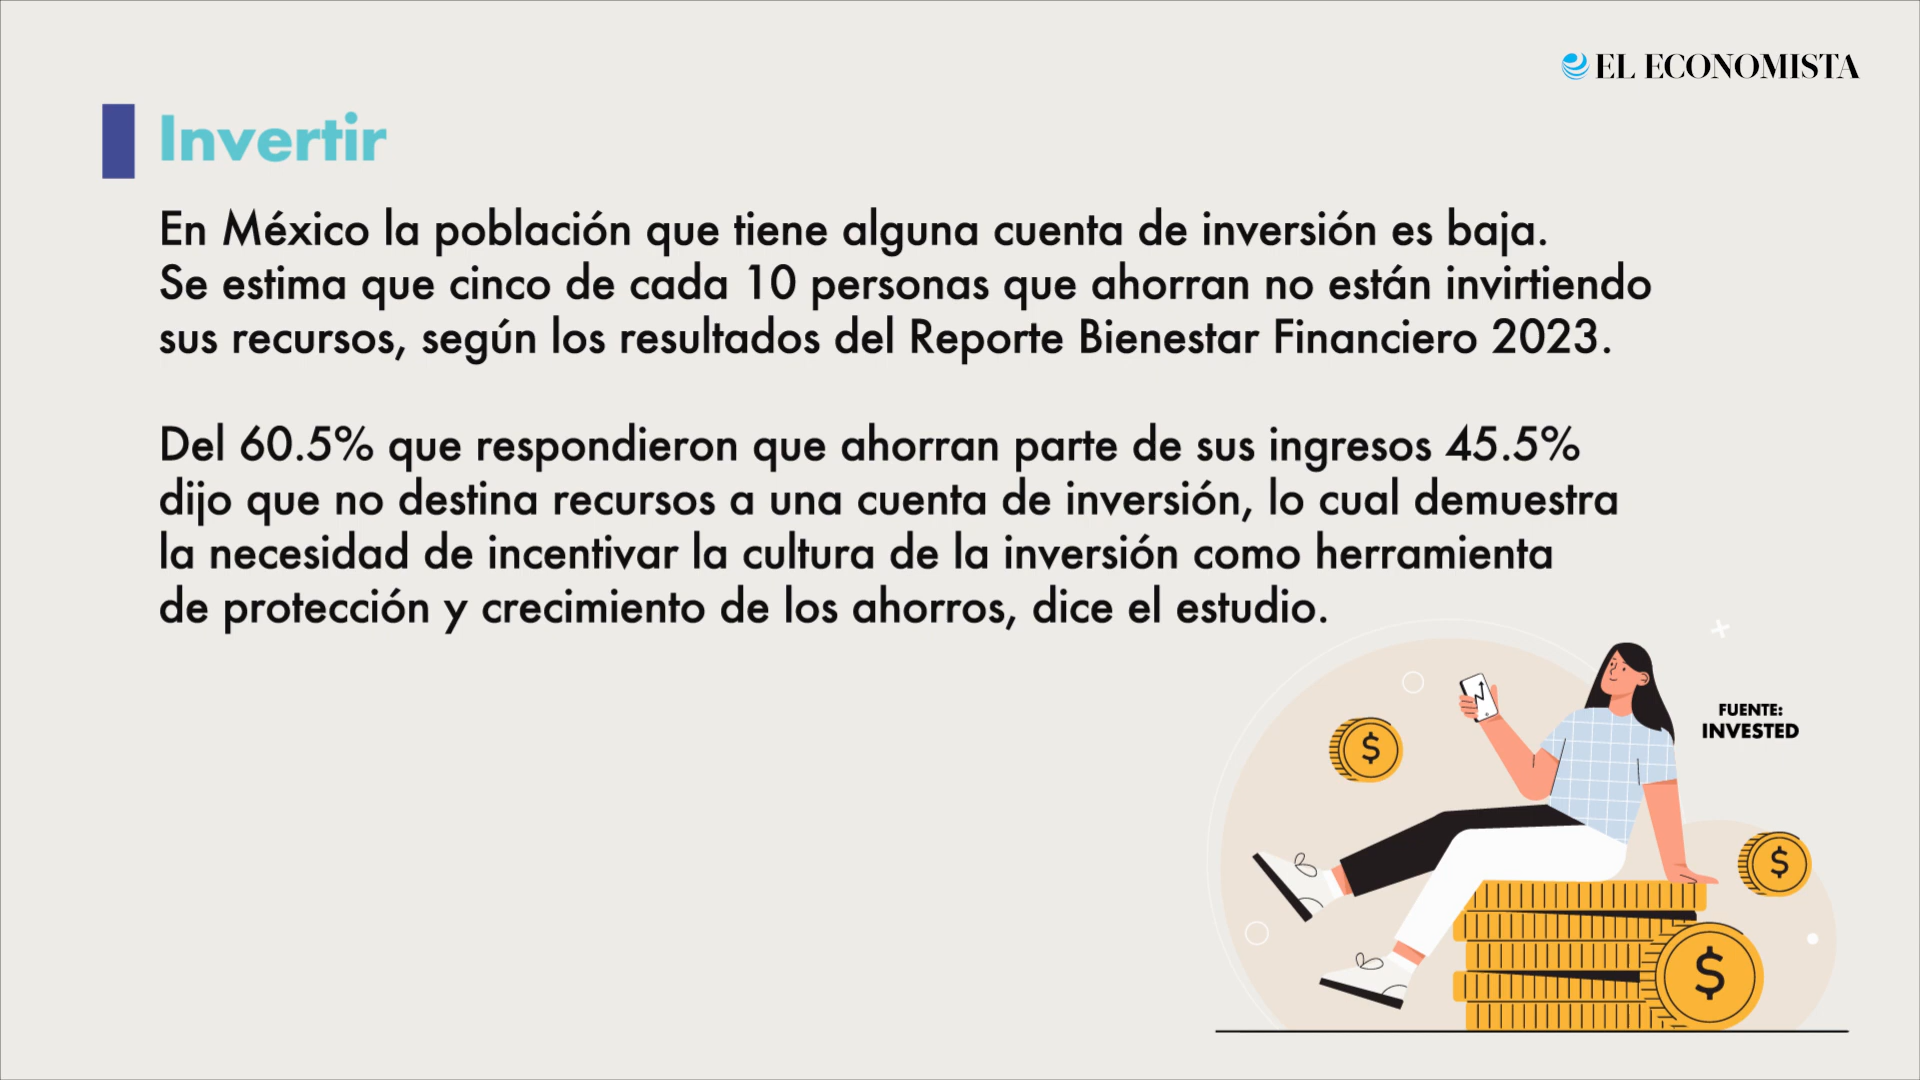 EL ECONOMISTA
Invertir
En México la población que tiene alguna cuenta de inversión es baja.
Se estima que cinco de cada 10 personas que ahorran no están invirtiendo
sus recursos, según los resultados del Reporte Bienestar Financiero 2023.
Del 60.5% que respondieron que ahorran parte de sus ingresos 45.5%
dijo que no destina recursos a una cuenta de inversión, lo cual demuestra
la necesidad de incentivar la cultura de la inversión como herramienta
de protección y crecimiento de los ahorros, dice el estudio.
FUENTE:
INVESTED
$
$
$